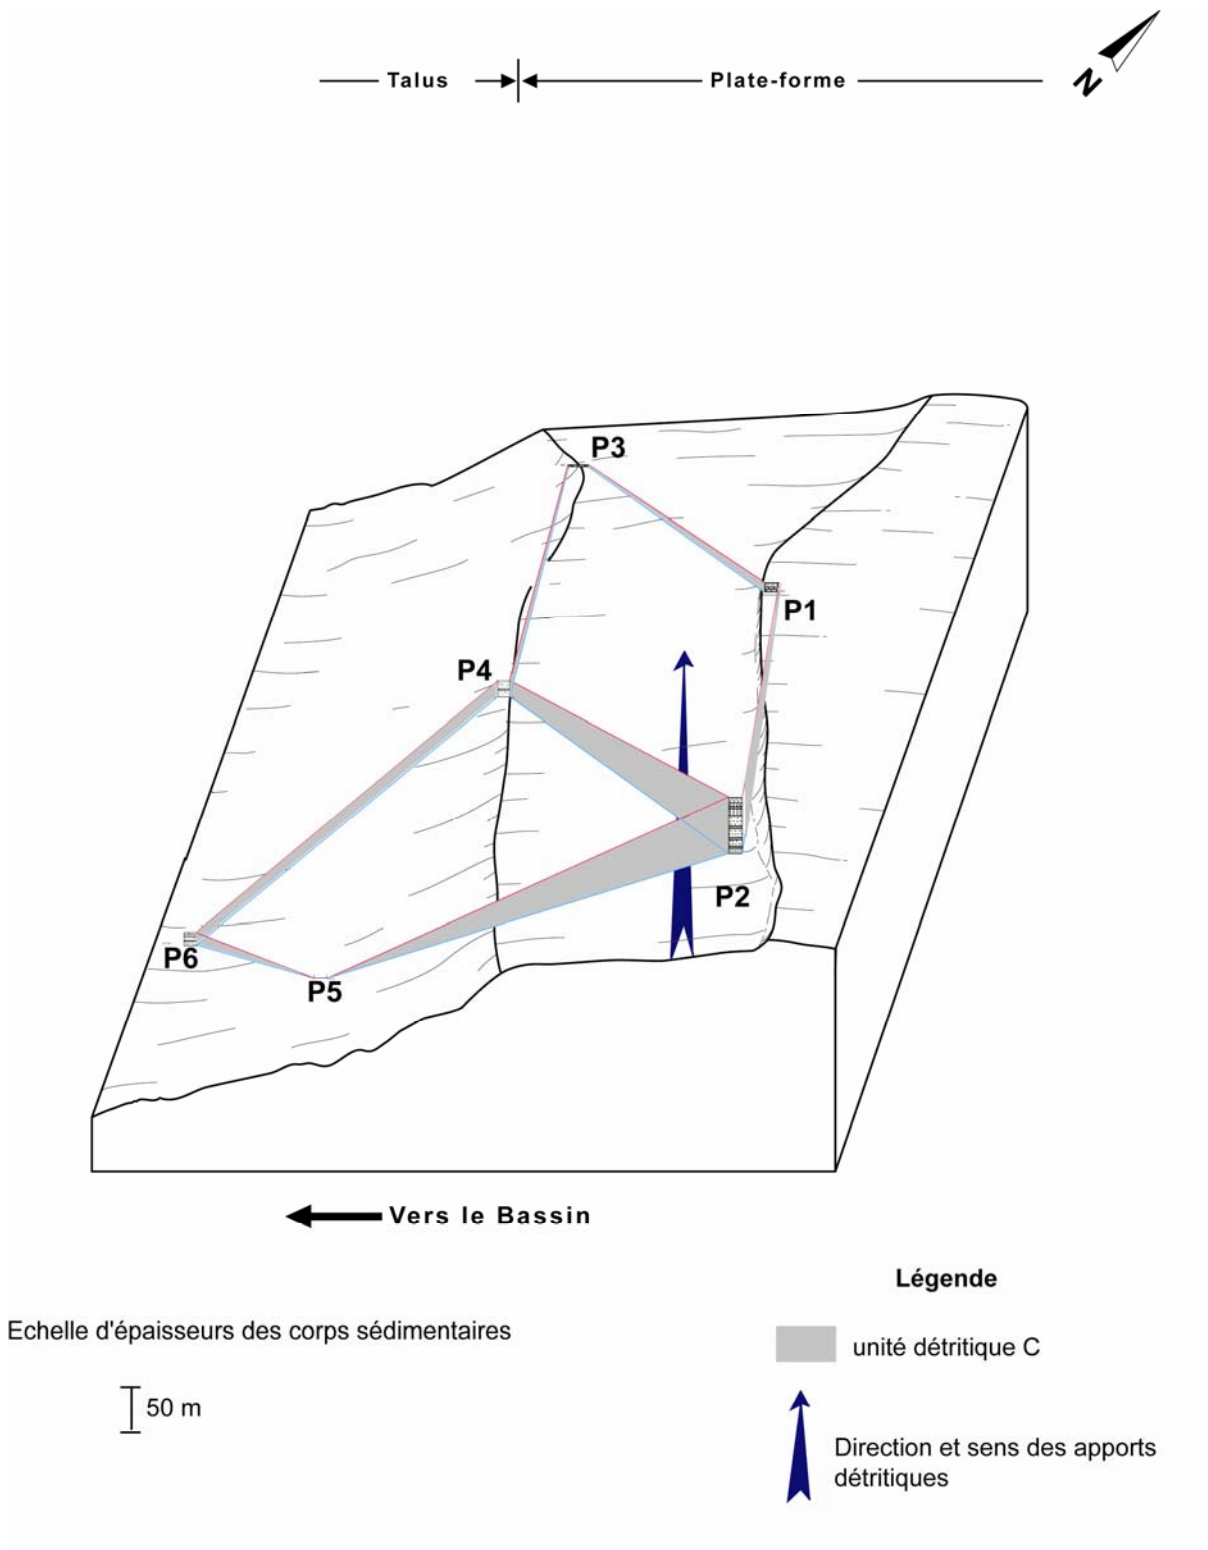 Talus
Plate-forme
N
P3
P1
P4
P2
P6
P5
Vers le Bassin
Légende
Echelle d'épaisseurs des corps sédimentaires
unité détritique C
50 m
Direction et sens des apports
détritiques